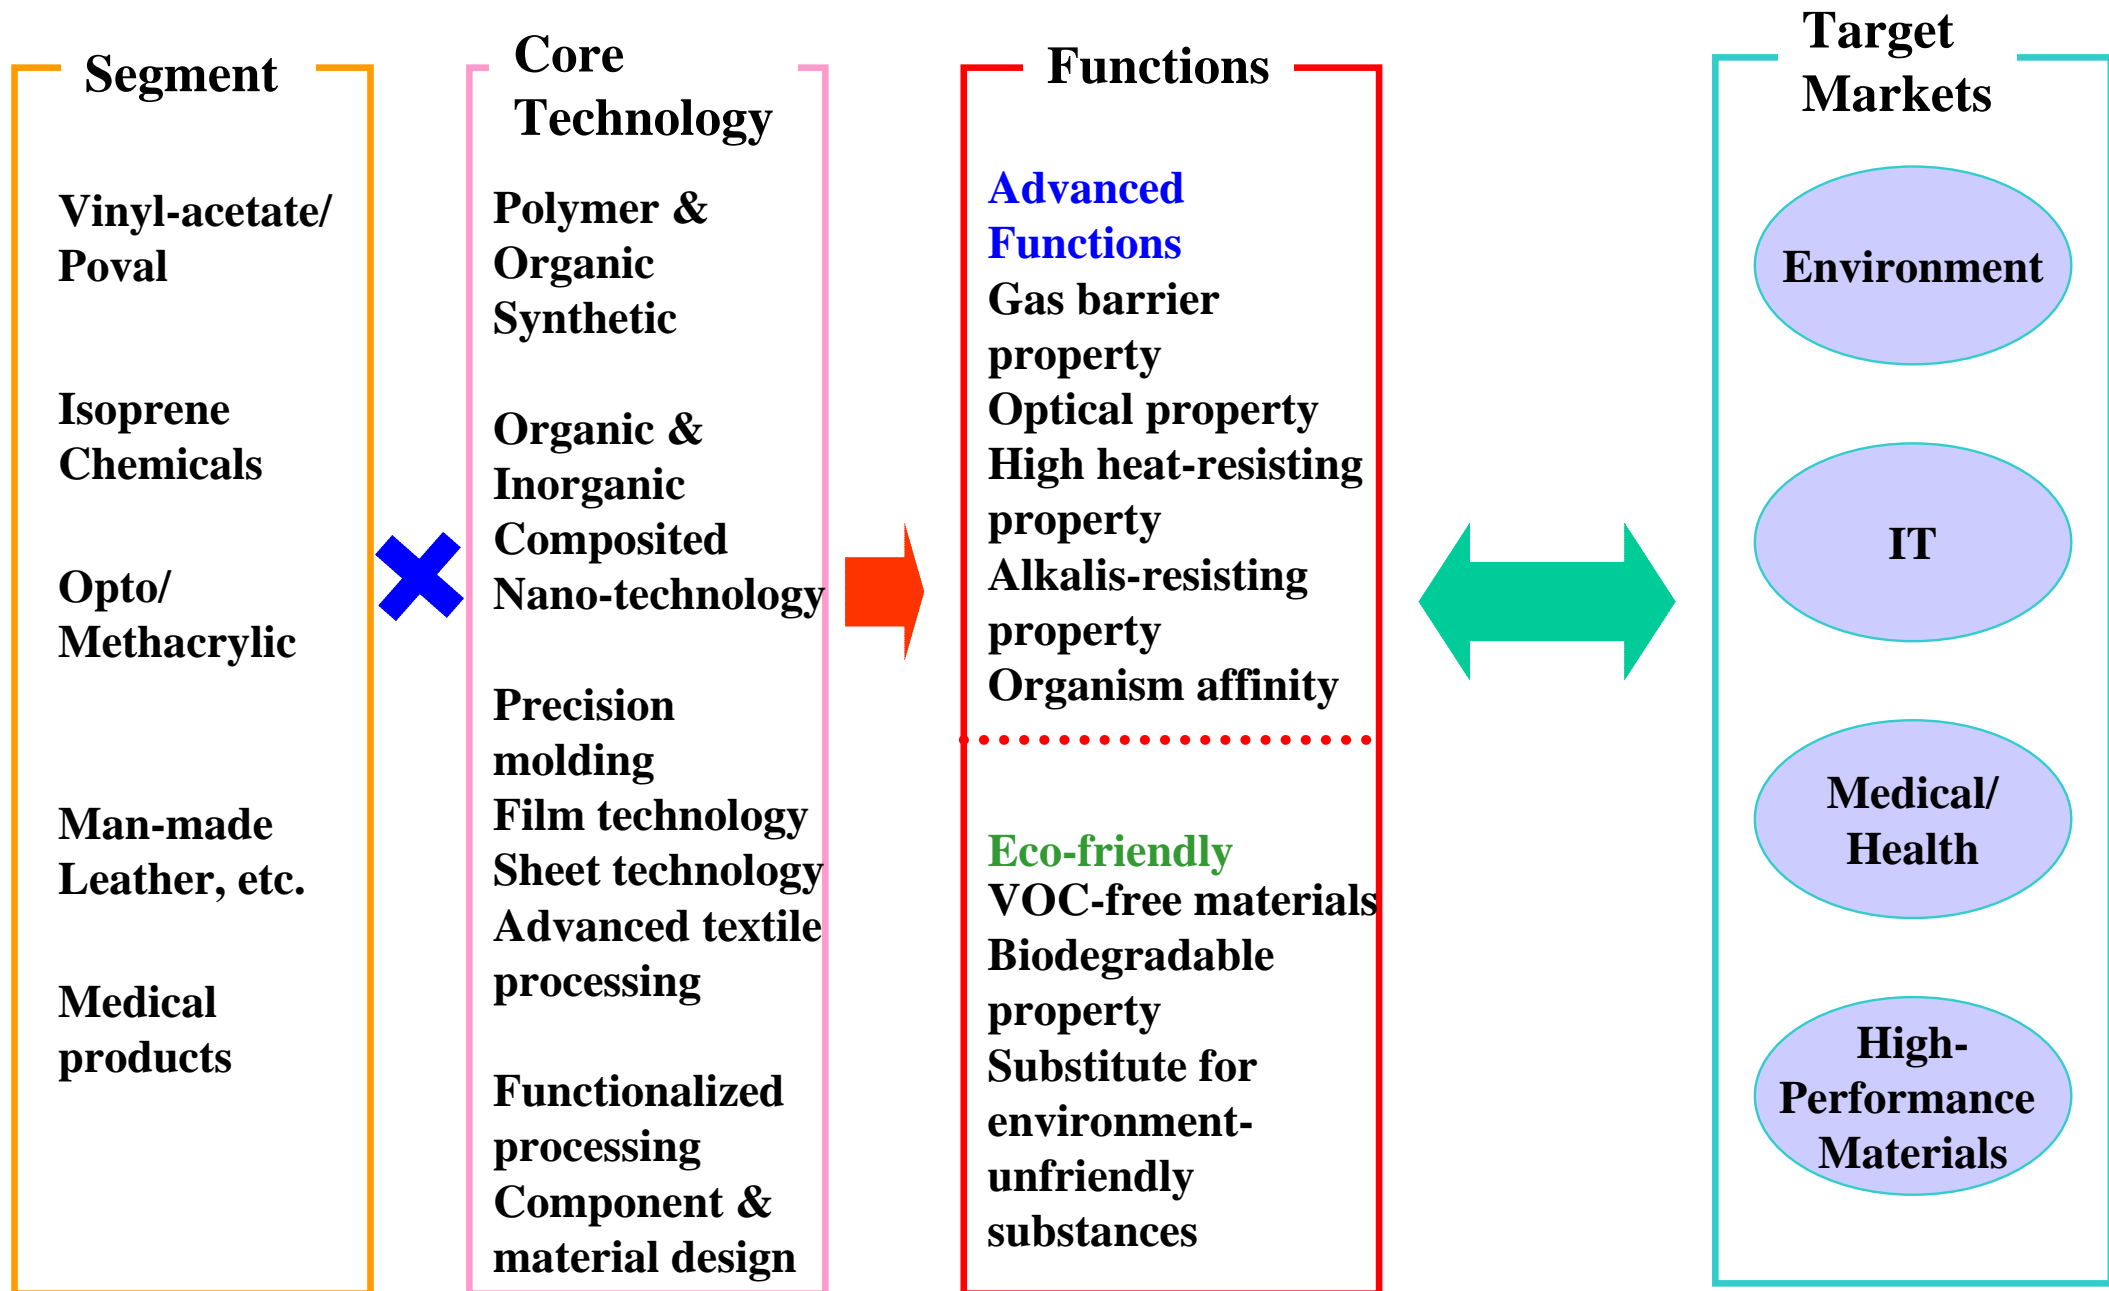 Segment
Vinyl-acetate/
Poval
Isoprene
Chemicals
Opto/
Methacrylic
Man-made
Leather, etc.
Medical
products
Core
Technology
Polymer &
Organic
Synthetic
Organic &
Inorganic
Composited
Nano-technology
Precision
molding
Film technology
Sheet technology
Advanced textile
processing
Functionalized
processing
Component &
material design
Functions
Advanced
Functions
Gas barrier
property
Optical property
High heat-resisting
property
Alkalis-resisting
property
Organism affinity
Eco-friendly
VOC-free materials
Biodegradable
property
Substitute for
environment-
unfriendly
substances
Target
Markets
Environment
IT
Medical/
Health
High-
Performance
Materials